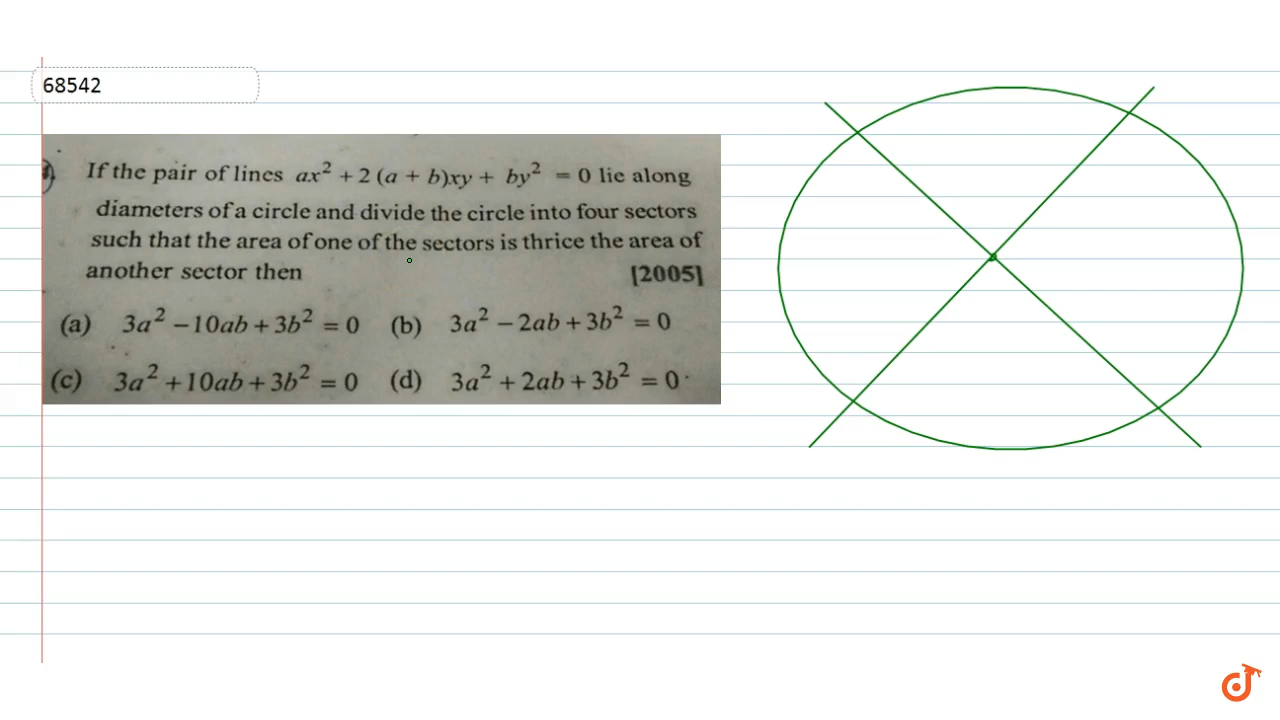 68542
If the pair of lines ax² + 2 (a + b)xy + by² = 0 lie along
diameters of a circle and divide the circle into four sectors
such that the area of one of the sectors is thrice the area of
another sector then [2005]
(a) 3a² − 10ab + 3b² = 0 (b) 3a² − 2ab + 3b² = 0
(c) 3a² + 10ab + 3b² = 0 (d) 3a² + 2ab + 3b² = 0